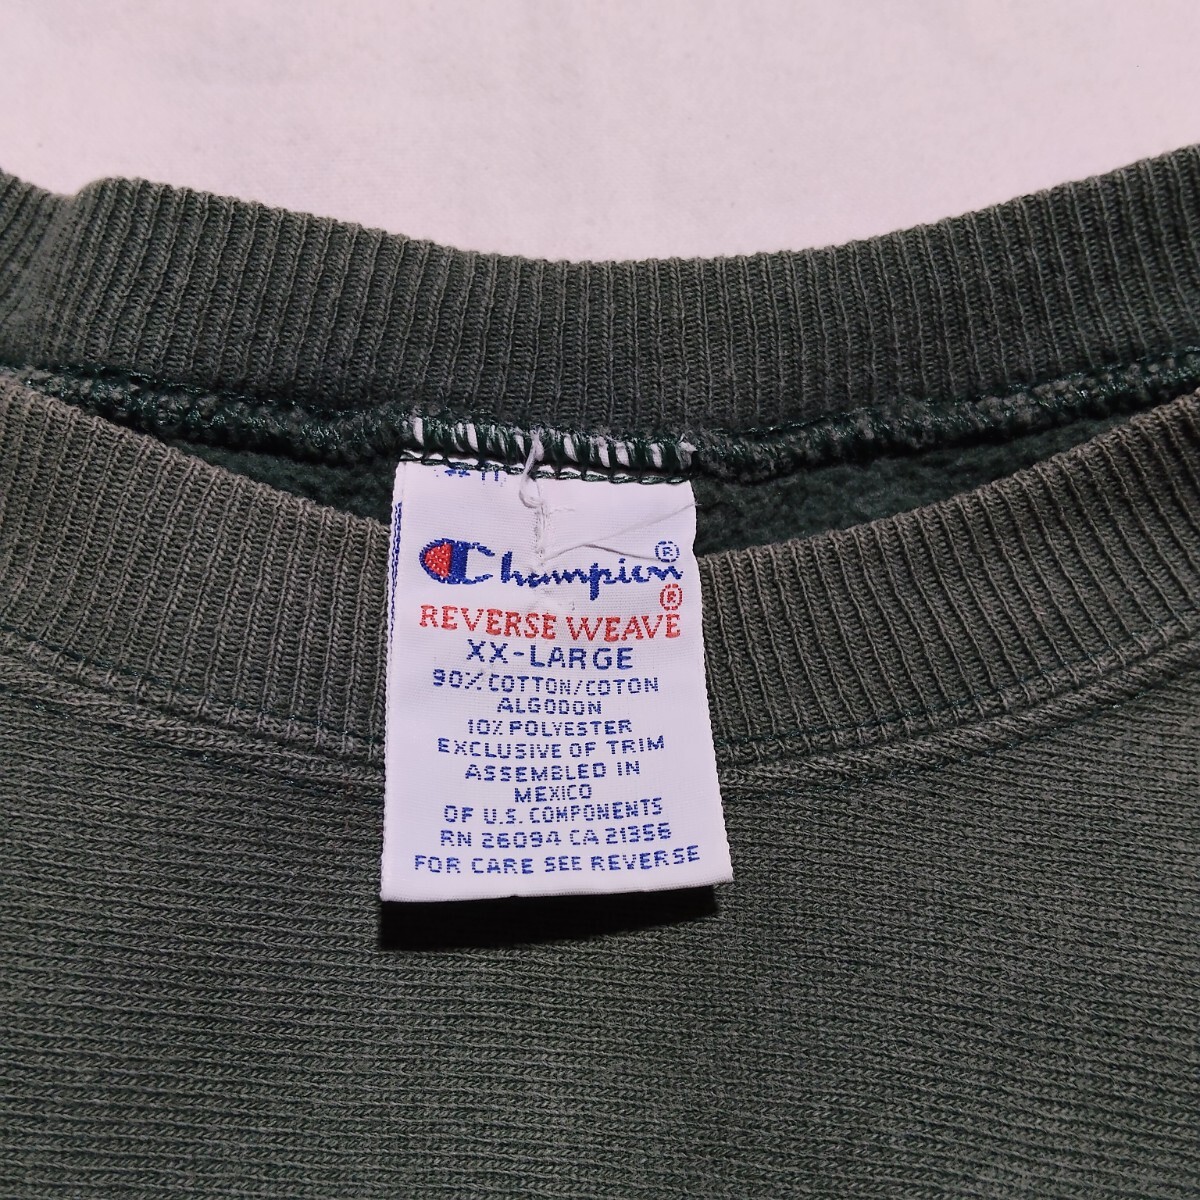 Champion®
REVERSE WEAVE®
XX-LARGE
90% COTTON/COTON
ALGODON
10% POLYESTER
EXCLUSIVE OF TRIM
ASSEMBLED IN
MEXICO
OF U.S. COMPONENTS
RN 26094 CA 21356
FOR CARE SEE REVERSE